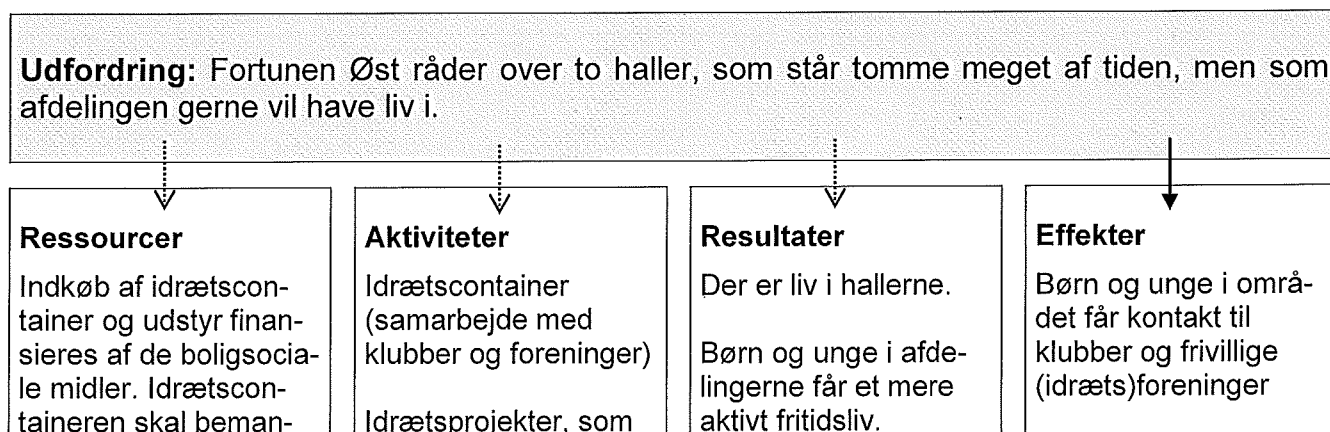 Udfordring: Fortunen Øst råder over to haller, som står tomme meget af tiden, men som
afdelingen gerne vil have liv i.
Ressourcer
Indkøb af idrætscon-
tainer og udstyr finan-
sieres af de boligsocia-
le midler. Idrætscon-
taineren skal beman-
Aktiviteter
Idrætscontainer
(samarbejde med
klubber og foreninger)
Idrætsprojekter, som
Resultater
Der er liv i hallerne.
Børn og unge i afde-
lingerne får et mere
aktivt fritidsliv.
Effekter
Børn og unge i områ-
det får kontakt til
klubber og frivillige
(idræts)foreninger